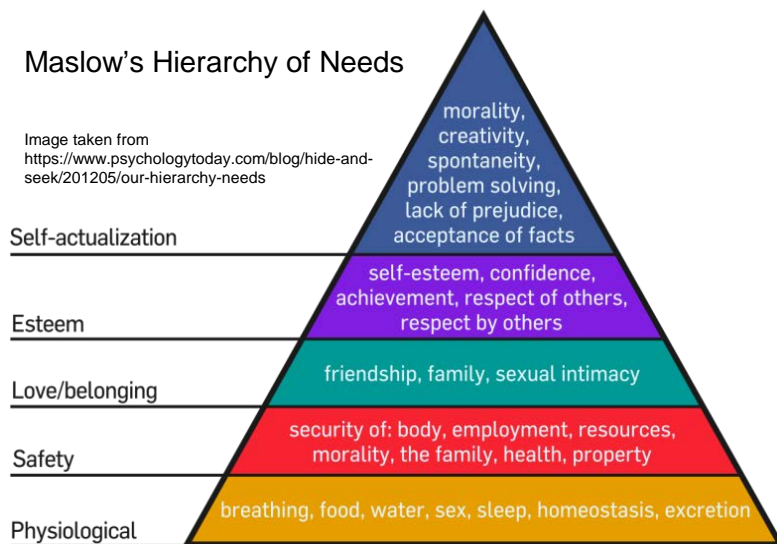 Maslow's Hierarchy of Needs
Image taken from
https://www.psychologytoday.com/blog/hide-and-
seek/201205/our-hierarchy-needs
morality,
creativity,
spontaneity,
problem solving,
lack of prejudice,
acceptance of facts
Self-actualization
self-esteem, confidence,
achievement, respect of others,
respect by others
Esteem
friendship, family, sexual intimacy
Love/belonging
security of: body, employment, resources,
morality, the family, health, property
Safety
breathing, food, water, sex, sleep, homeostasis, excretion
Physiological